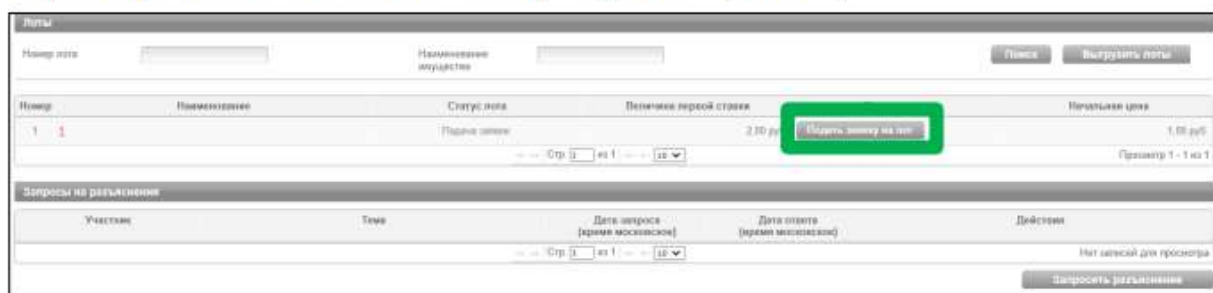 Лоты
Номер лота
Наименование
имущества
Поиск
Выгрузить лоты
Номер Наименование Статус лота Величина первой ставки Начальная цена
1 1 Подача заявок 2,00 руб Подать заявку на лот 1,00 руб
Стр. 1 из 1 10 Просмотр 1 - 1 из 1
Запросы на разъяснение
Участник Тема Дата запроса
(время московское) Дата ответа
(время московское) Действия
Стр. 1 из 1 10 Нет записей для просмотра
Запросить разъяснение